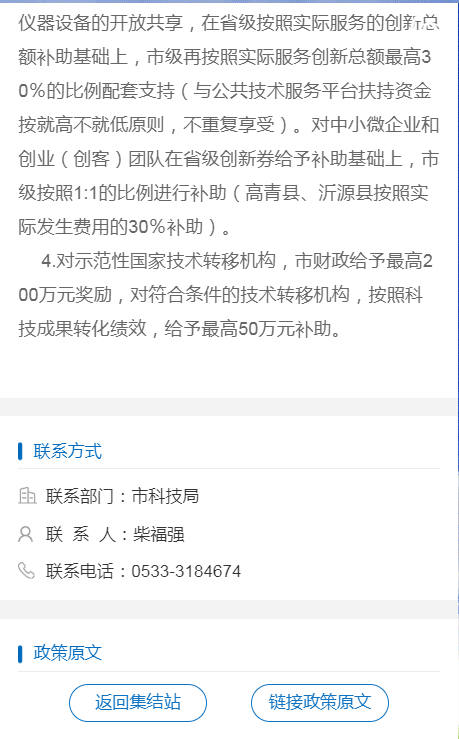 仪器设备的开放共享，在省级按照实际服务的创新总
额补助基础上，市级再按照实际服务创新总额最高3
0%的比例配套支持（与公共技术服务平台扶持资金
按就高不就低原则，不重复享受）。对中小微企业和
创业（创客）团队在省级创新券给予补助基础上，市
级按照1:1的比例进行补助（高青县、沂源县按照实
际发生费用的30%补助）。
4.对示范性国家技术转移机构，市财政给予最高2
00万元奖励，对符合条件的技术转移机构，按照科
技成果转化绩效，给予最高50万元补助。
联系方式
联系部门：市科技局
联 系 人：柴福强
联系电话：0533-3184674
政策原文
返回集结站 链接政策原文